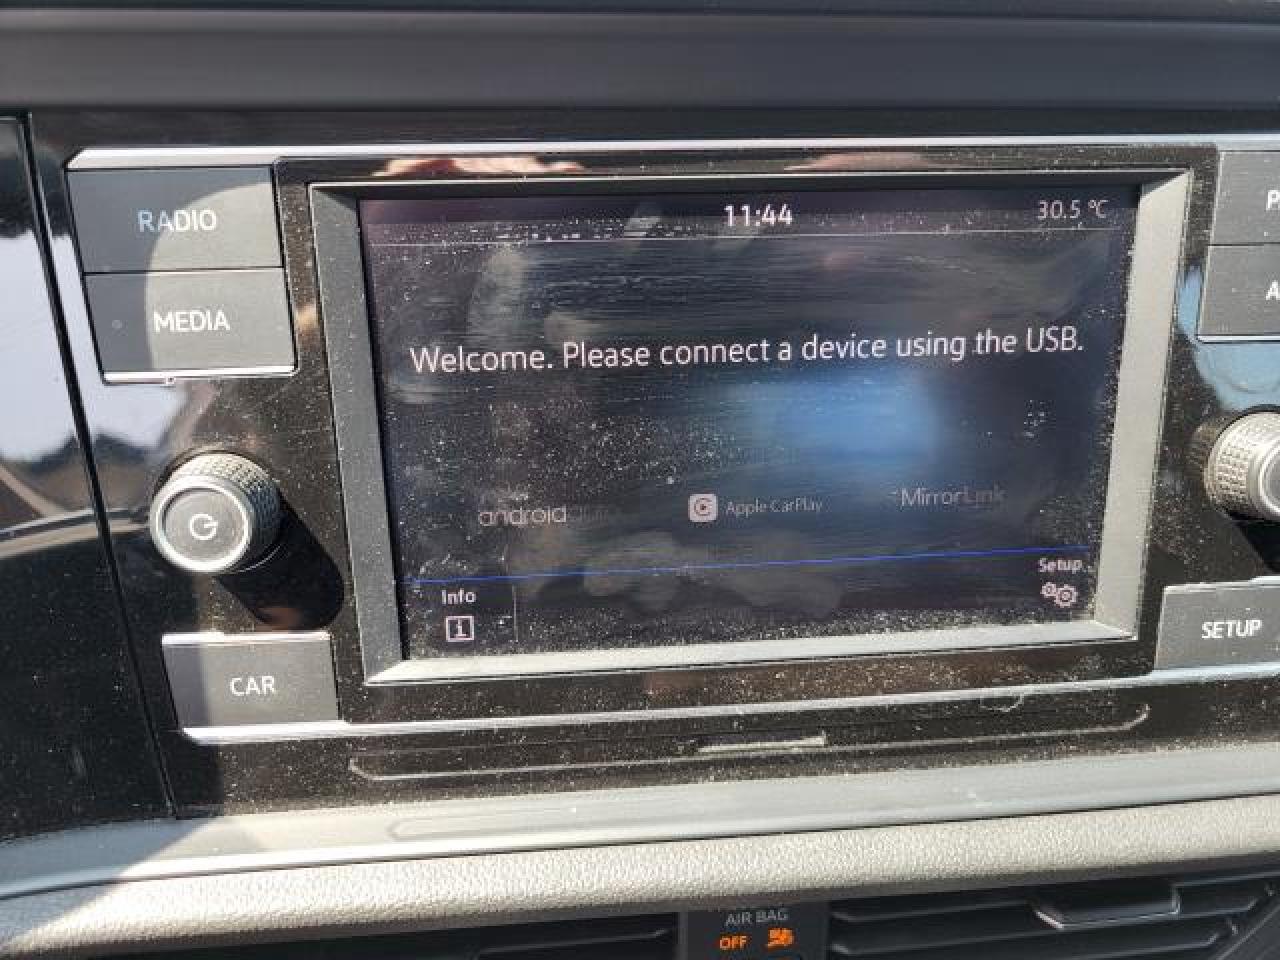 RADIO
MEDIA
CAR
11:44
30.5 °C
Welcome. Please connect a device using the USB.
androidauto
Apple CarPlay
MirrorLink
Info
Setup
SETUP
AIR BAG
OFF